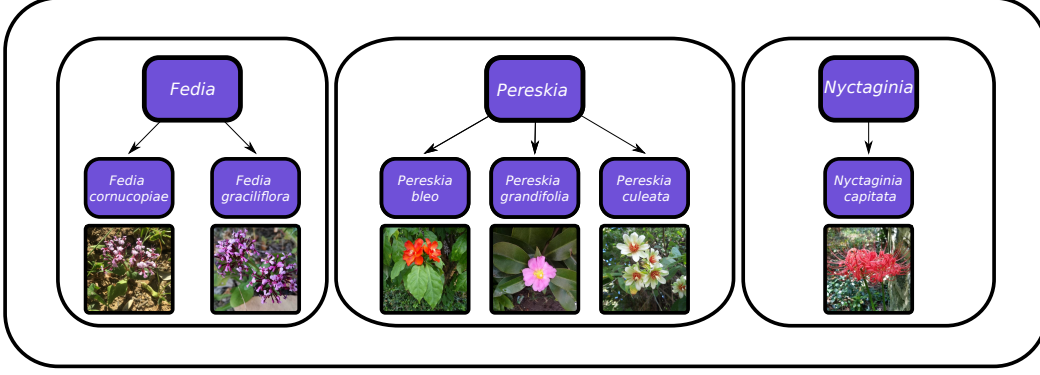 Fedia
Pereskia
Nyctaginia
Fedia
cornucopiae
Fedia
graciliflora
Pereskia
bleo
Pereskia
grandifolia
Pereskia
culeata
Nyctaginia
capitata